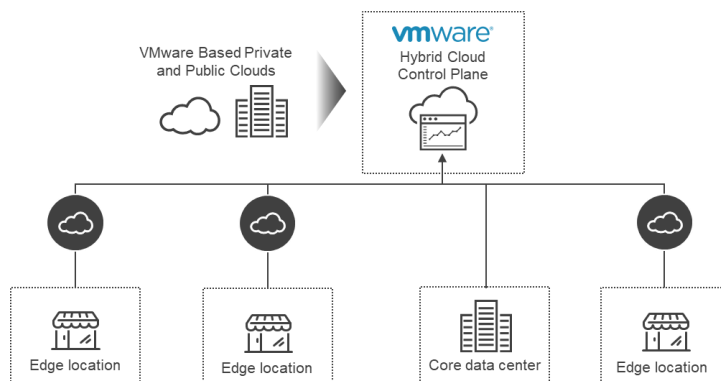 VMware Based Private
and Public Clouds
vmware®
Hybrid Cloud
Control Plane
Edge location
Edge location
Core data center
Edge location